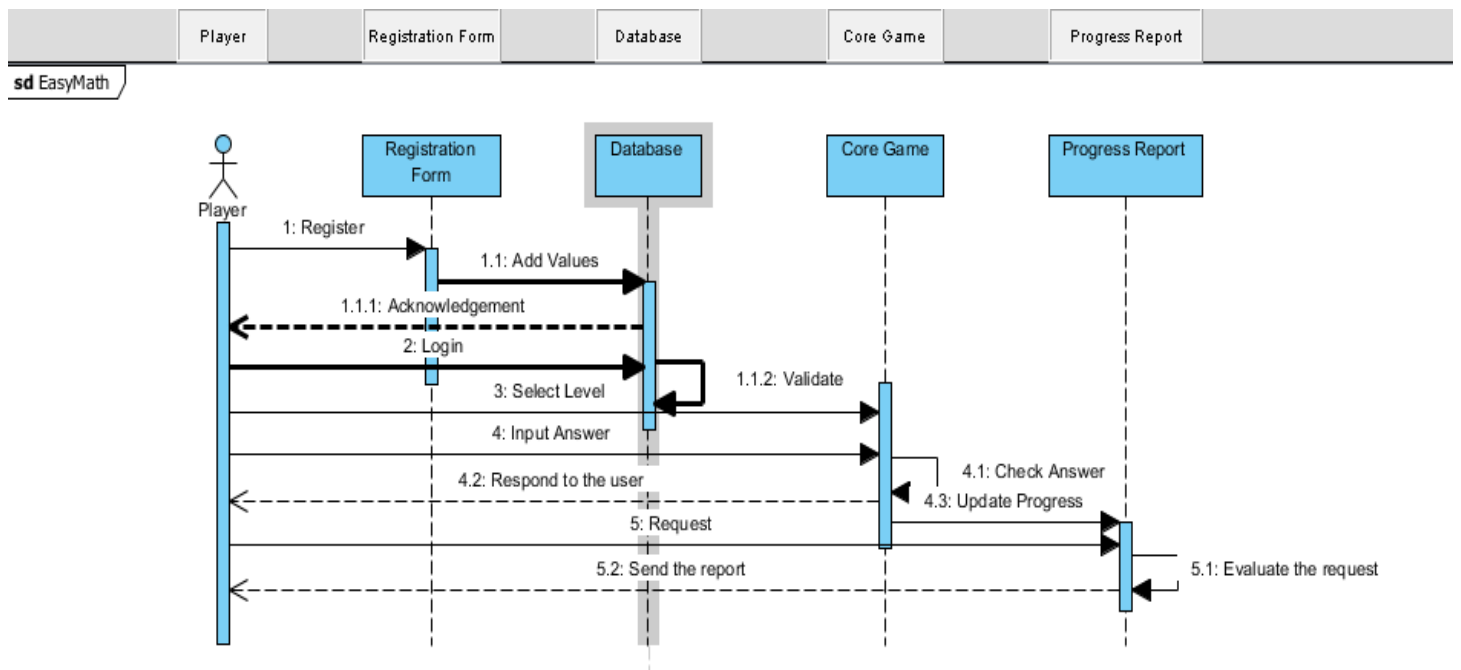 Player
Registration Form
Database
Core Game
Progress Report
sd EasyMath
Registration
Form
Database
Core Game
Progress Report
Player
1: Register
1.1: Add Values
1.1.1: Acknowledgement
2: Login
1.1.2: Validate
3: Select Level
4: Input Answer
4.1: Check Answer
4.2: Respond to the user
4.3: Update Progress
5: Request
5.2: Send the report
5.1: Evaluate the request